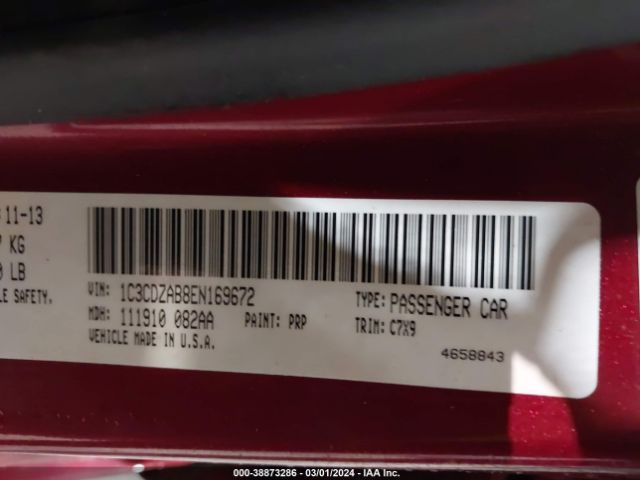 11-13
KG
LB
LE SAFETY.
VIN: 1C3CDZAB8EN169672
TYPE: PASSENGER CAR
MDH: 111910 082AA
PAINT: PRP
TRIM: C7X9
VEHICLE MADE IN U.S.A.
4658843
000-38873286 - 03/01/2024 - IAA Inc.